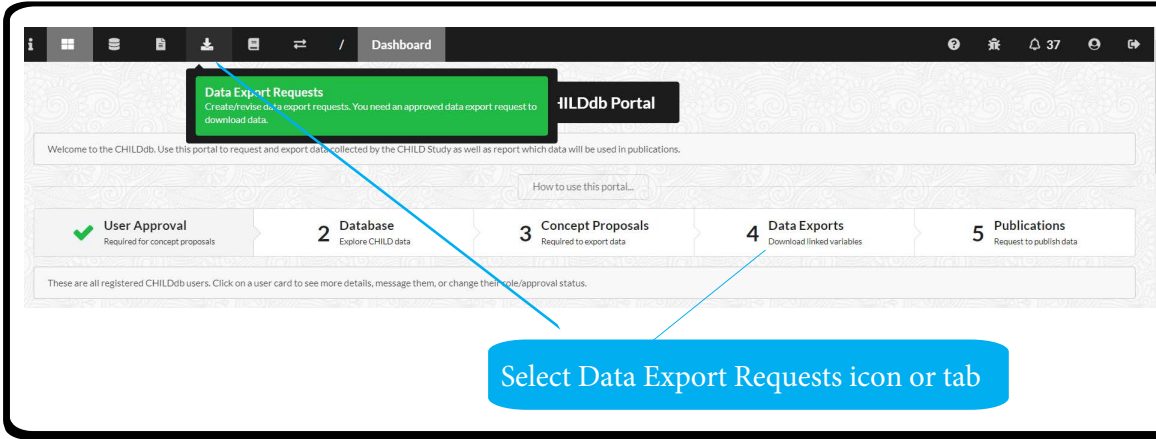 / Dashboard
37
Data Export Requests
Create/revise data export requests. You need an approved data export request to
download data.
HILDdb Portal
Welcome to the CHILDdb. Use this portal to request and export data collected by the CHILD Study as well as report which data will be used in publications.
How to use this portal...
User Approval
Required for concept proposals
2 Database
Explore CHILD data
3 Concept Proposals
Required to export data
4 Data Exports
Download linked variables
5 Publications
Request to publish data
These are all registered CHILDdb users. Click on a user card to see more details, message them, or change their role/approval status.
Select Data Export Requests icon or tab